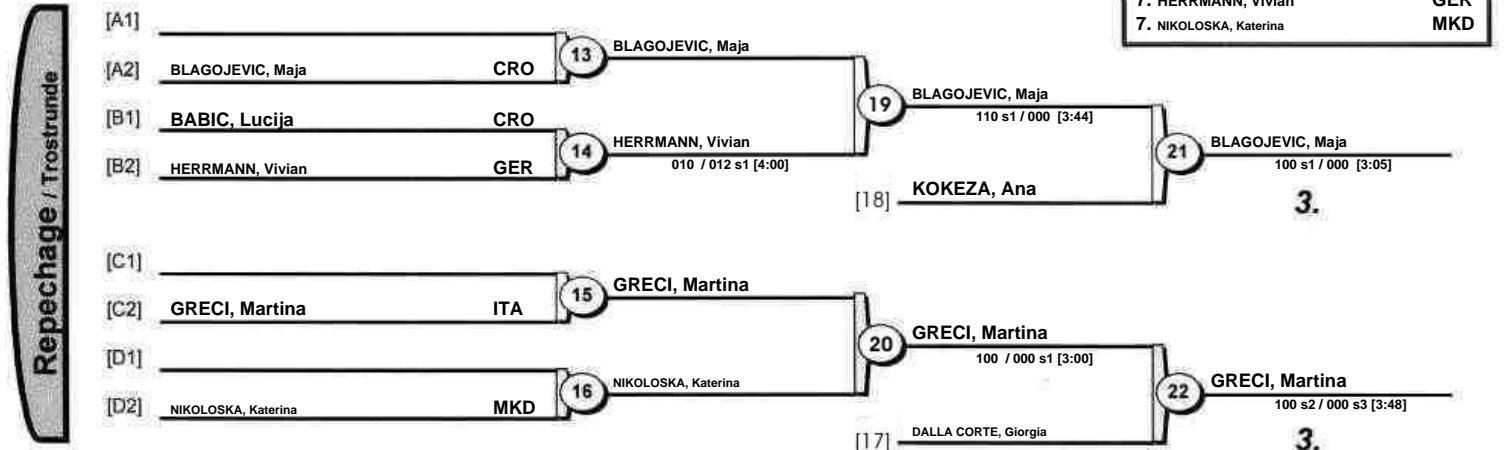 7. HERRMANN, Vivian GER
7. NIKOLOSKA, Katerina MKD
Repechage / Trostrunde
[A1]
[A2] BLAGOJEVIC, Maja CRO
13 BLAGOJEVIC, Maja
[B1] BABIC, Lucija CRO
[B2] HERRMANN, Vivian GER
14 HERRMANN, Vivian
010 / 012 s1 [4:00]
19 BLAGOJEVIC, Maja
110 s1 / 000 [3:44]
[18] KOKEZA, Ana
21 BLAGOJEVIC, Maja
100 s1 / 000 [3:05]
3.
[C1]
[C2] GRECI, Martina ITA
15 GRECI, Martina
[D1]
[D2] NIKOLOSKA, Katerina MKD
16 NIKOLOSKA, Katerina
20 GRECI, Martina
100 / 000 s1 [3:00]
[17] DALLA CORTE, Giorgia
22 GRECI, Martina
100 s2 / 000 s3 [3:48]
3.